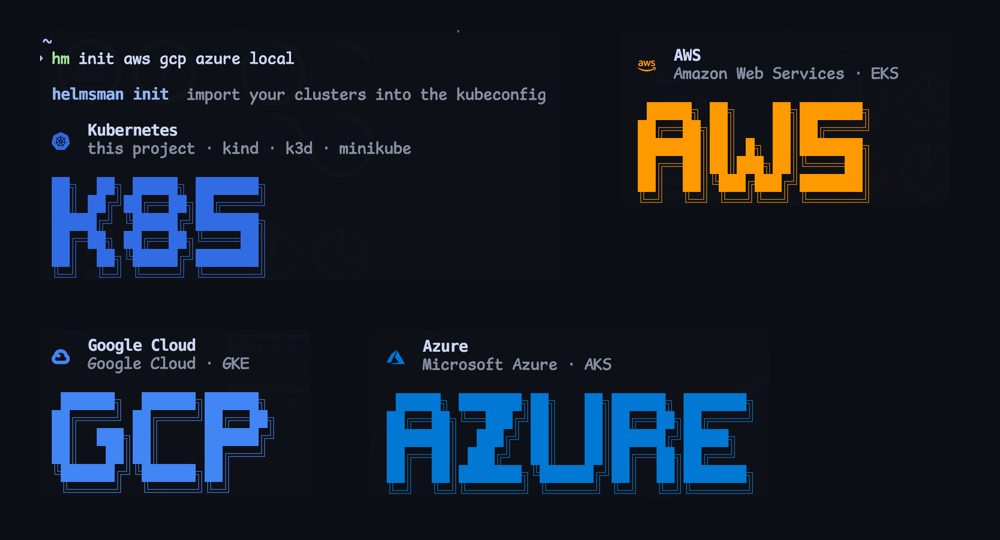 ~
hm init aws gcp azure local
helmsman init import your clusters into the kubeconfig
Kubernetes
this project · kind · k3d · minikube
K8S
aws
AWS
Amazon Web Services · EKS
AWS
Google Cloud
Google Cloud · GKE
GCP
Azure
Microsoft Azure · AKS
AZURE